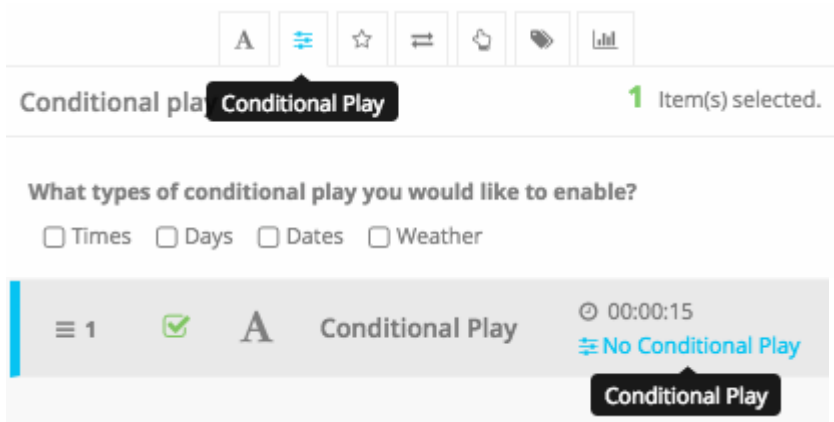 A
Conditional play
Conditional Play
1 Item(s) selected.
What types of conditional play you would like to enable?
Times Days Dates Weather
1 A Conditional Play 00:00:15
No Conditional Play
Conditional Play